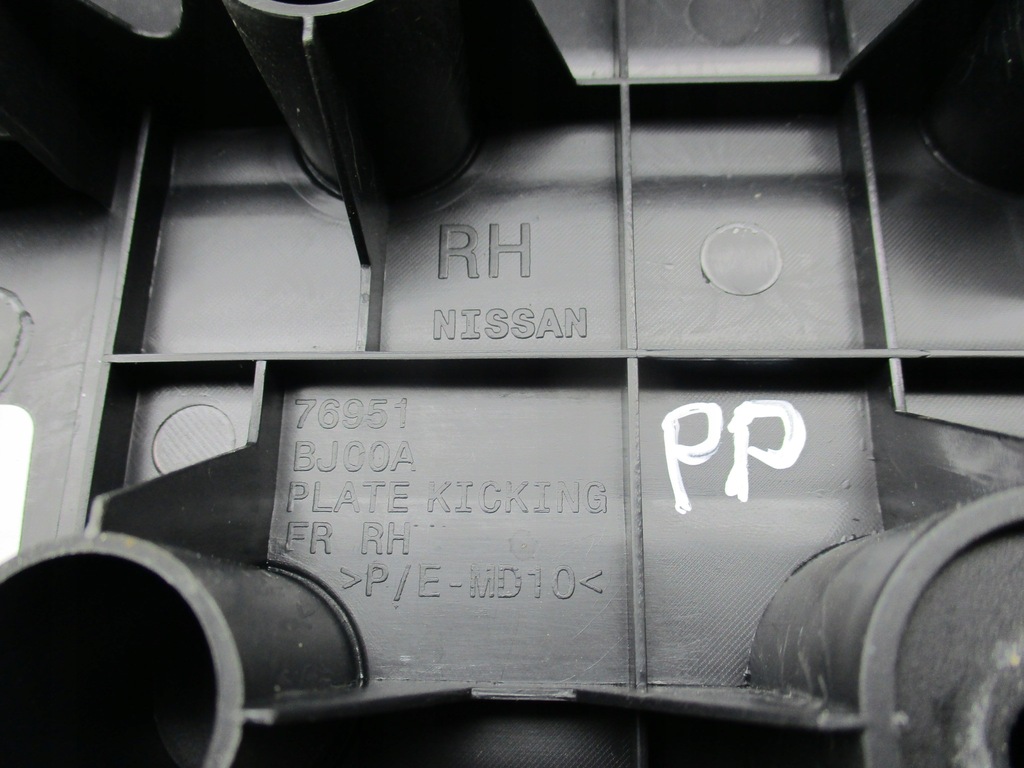 RH
NISSAN
76951
BJ00A
PLATE KICKING
FR RH
>P/E-MD10<
PP